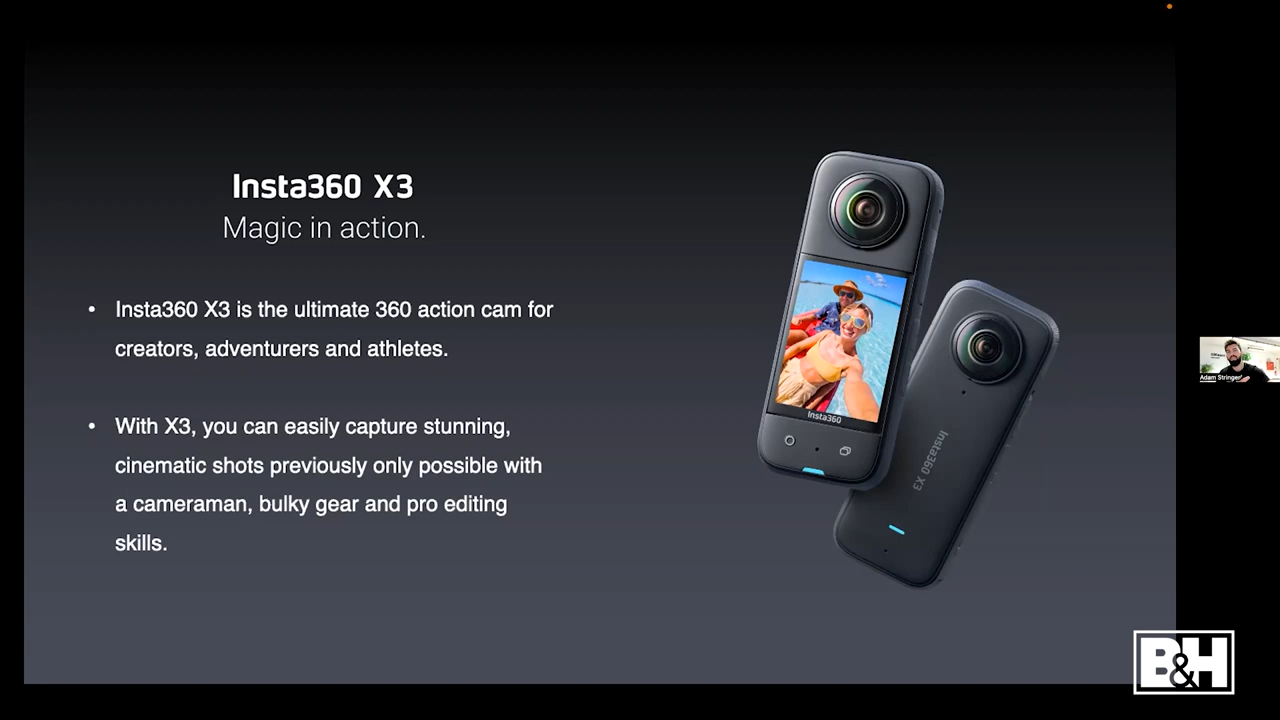 Insta360 X3
Magic in action.
• Insta360 X3 is the ultimate 360 action cam for
creators, adventurers and athletes.
• With X3, you can easily capture stunning,
cinematic shots previously only possible with
a cameraman, bulky gear and pro editing
skills.
Insta360
Insta360 X3
Adam Stringer
B&H